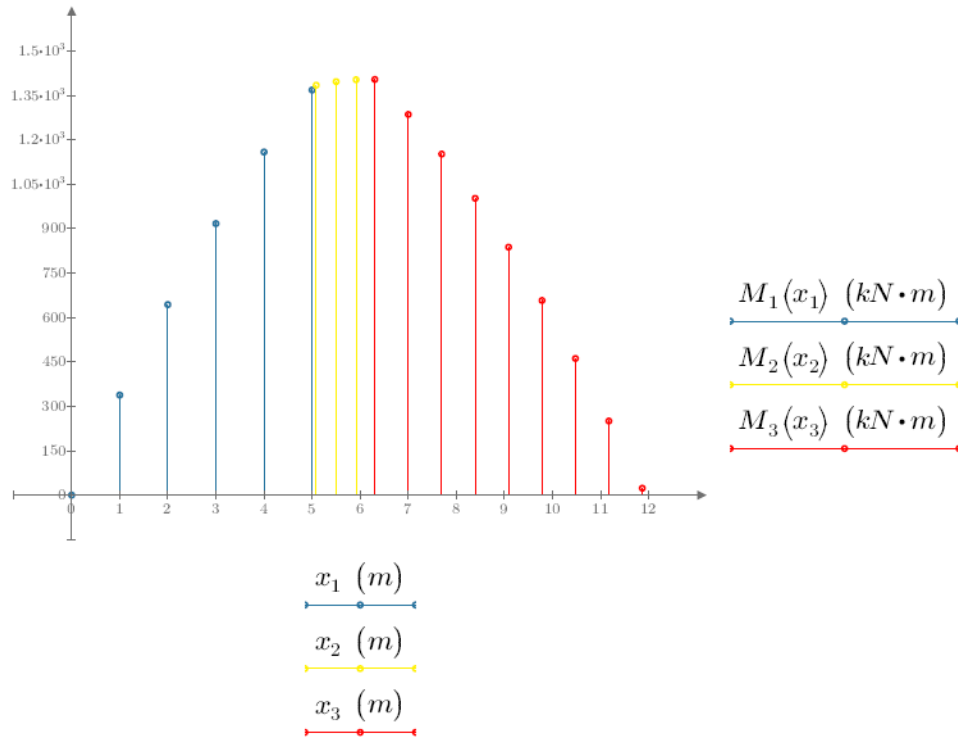 1.5·10³
1.35·10³
1.2·10³
1.05·10³
900
750
600
450
300
150
0
0 1 2 3 4 5 6 7 8 9 10 11 12
M₁(x₁) (kN·m)
M₂(x₂) (kN·m)
M₃(x₃) (kN·m)
x₁ (m)
x₂ (m)
x₃ (m)